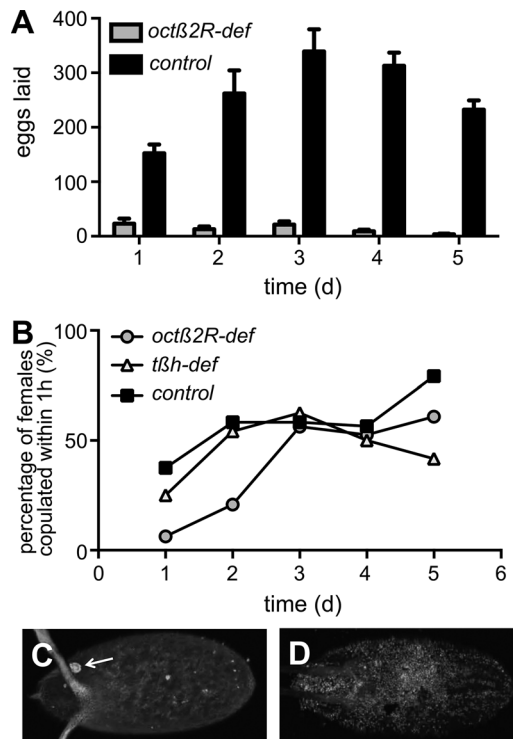 A
octß2R-def
control
eggs laid
400
300
200
100
0
1 2 3 4 5
time (d)
B
octß2R-def
tßh-def
control
percentage of females
copulated within 1h (%)
100
50
0
0 1 2 3 4 5 6
time (d)
C D